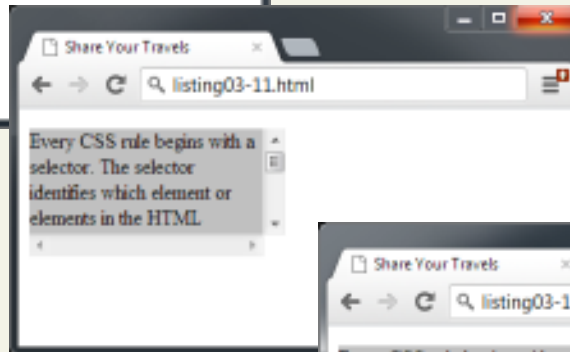 Share Your Travels
listing03-11.html
Every CSS rule begins with a
selector. The selector
identifies which element or
elements in the HTML
Share Your Travels
listing03-1